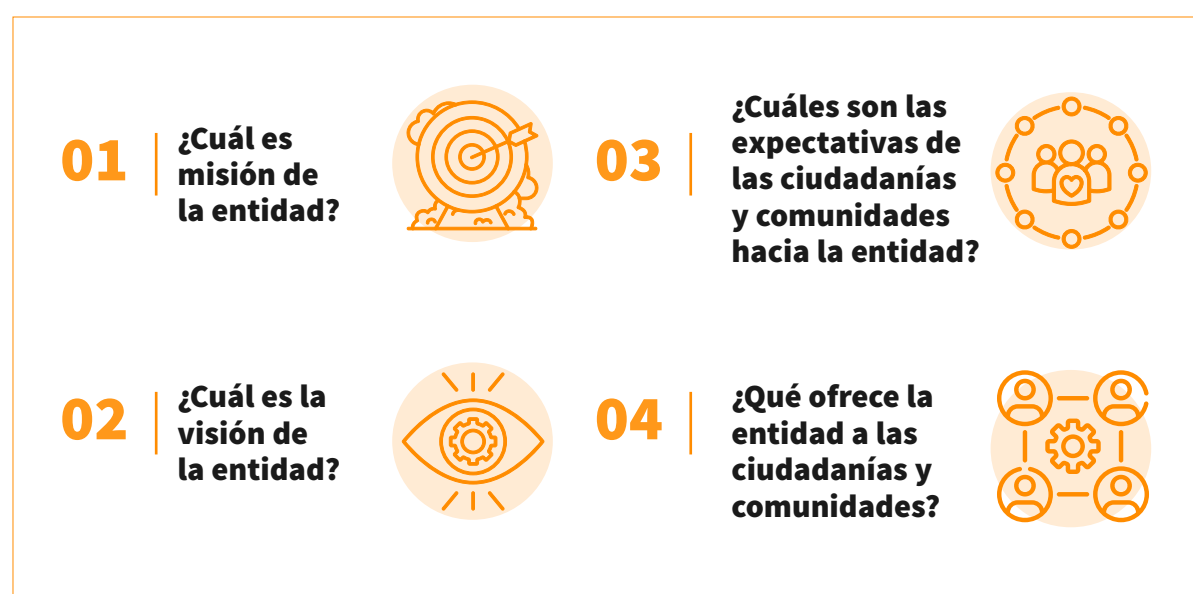 01
¿Cuál es
misión de
la entidad?
02
¿Cuál es la
visión de
la entidad?
03
¿Cuáles son las
expectativas de
las ciudadanías
y comunidades
hacia la entidad?
04
¿Qué ofrece la
entidad a las
ciudadanías y
comunidades?